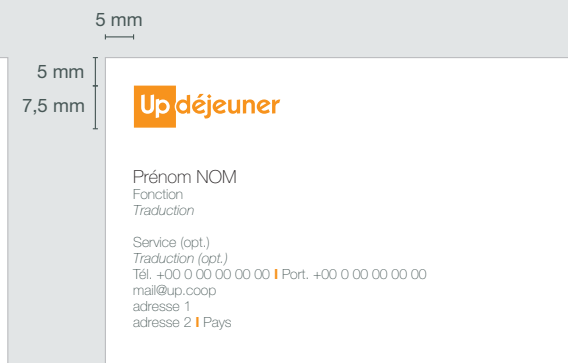 5 mm
5 mm
7,5 mm
Up déjeuner
Prénom NOM
Fonction
Traduction
Service (opt.)
Traduction (opt.)
Tél. +00 0 00 00 00 00 I Port. +00 0 00 00 00 00
mail@up.coop
adresse 1
adresse 2 I Pays